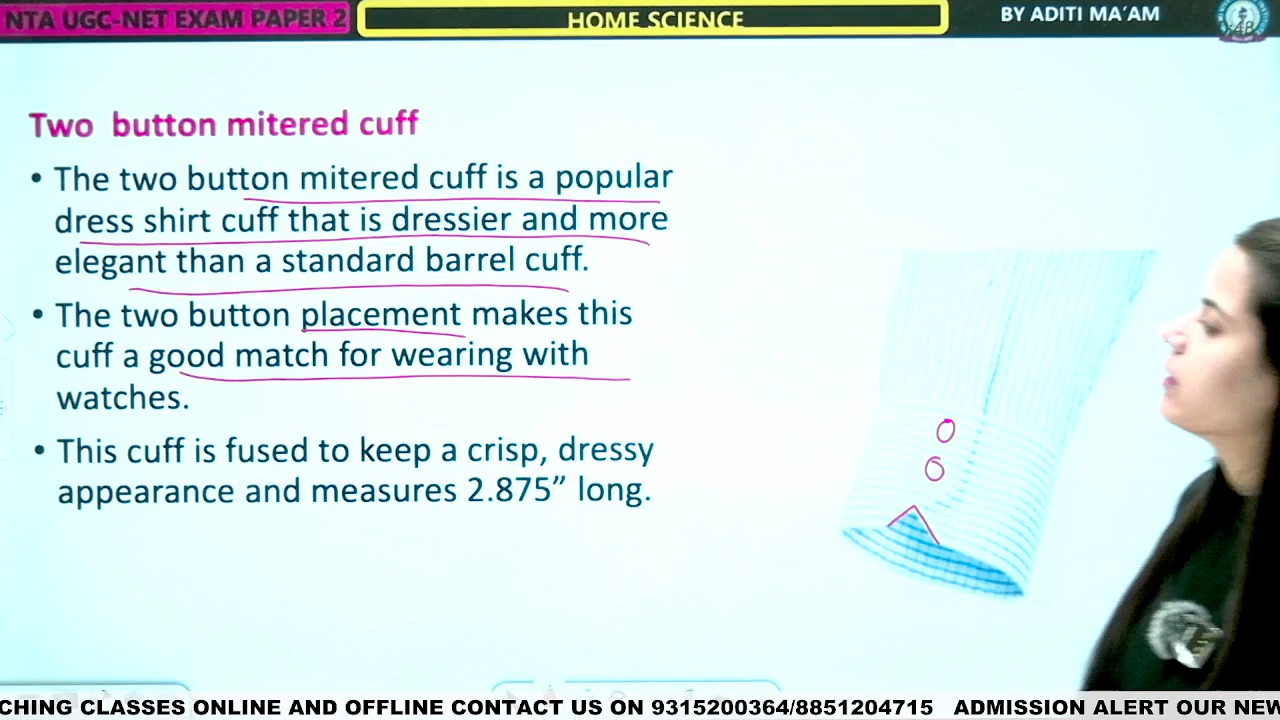 NTA UGC-NET EXAM PAPER 2
HOME SCIENCE
BY ADITI MA'AM
Two button mitered cuff
• The two button mitered cuff is a popular
dress shirt cuff that is dressier and more
elegant than a standard barrel cuff.
• The two button placement makes this
cuff a good match for wearing with
watches.
• This cuff is fused to keep a crisp, dressy
appearance and measures 2.875” long.
CHING CLASSES ONLINE AND OFFLINE CONTACT US ON 9315200364/8851204715 ADMISSION ALERT OUR NEW